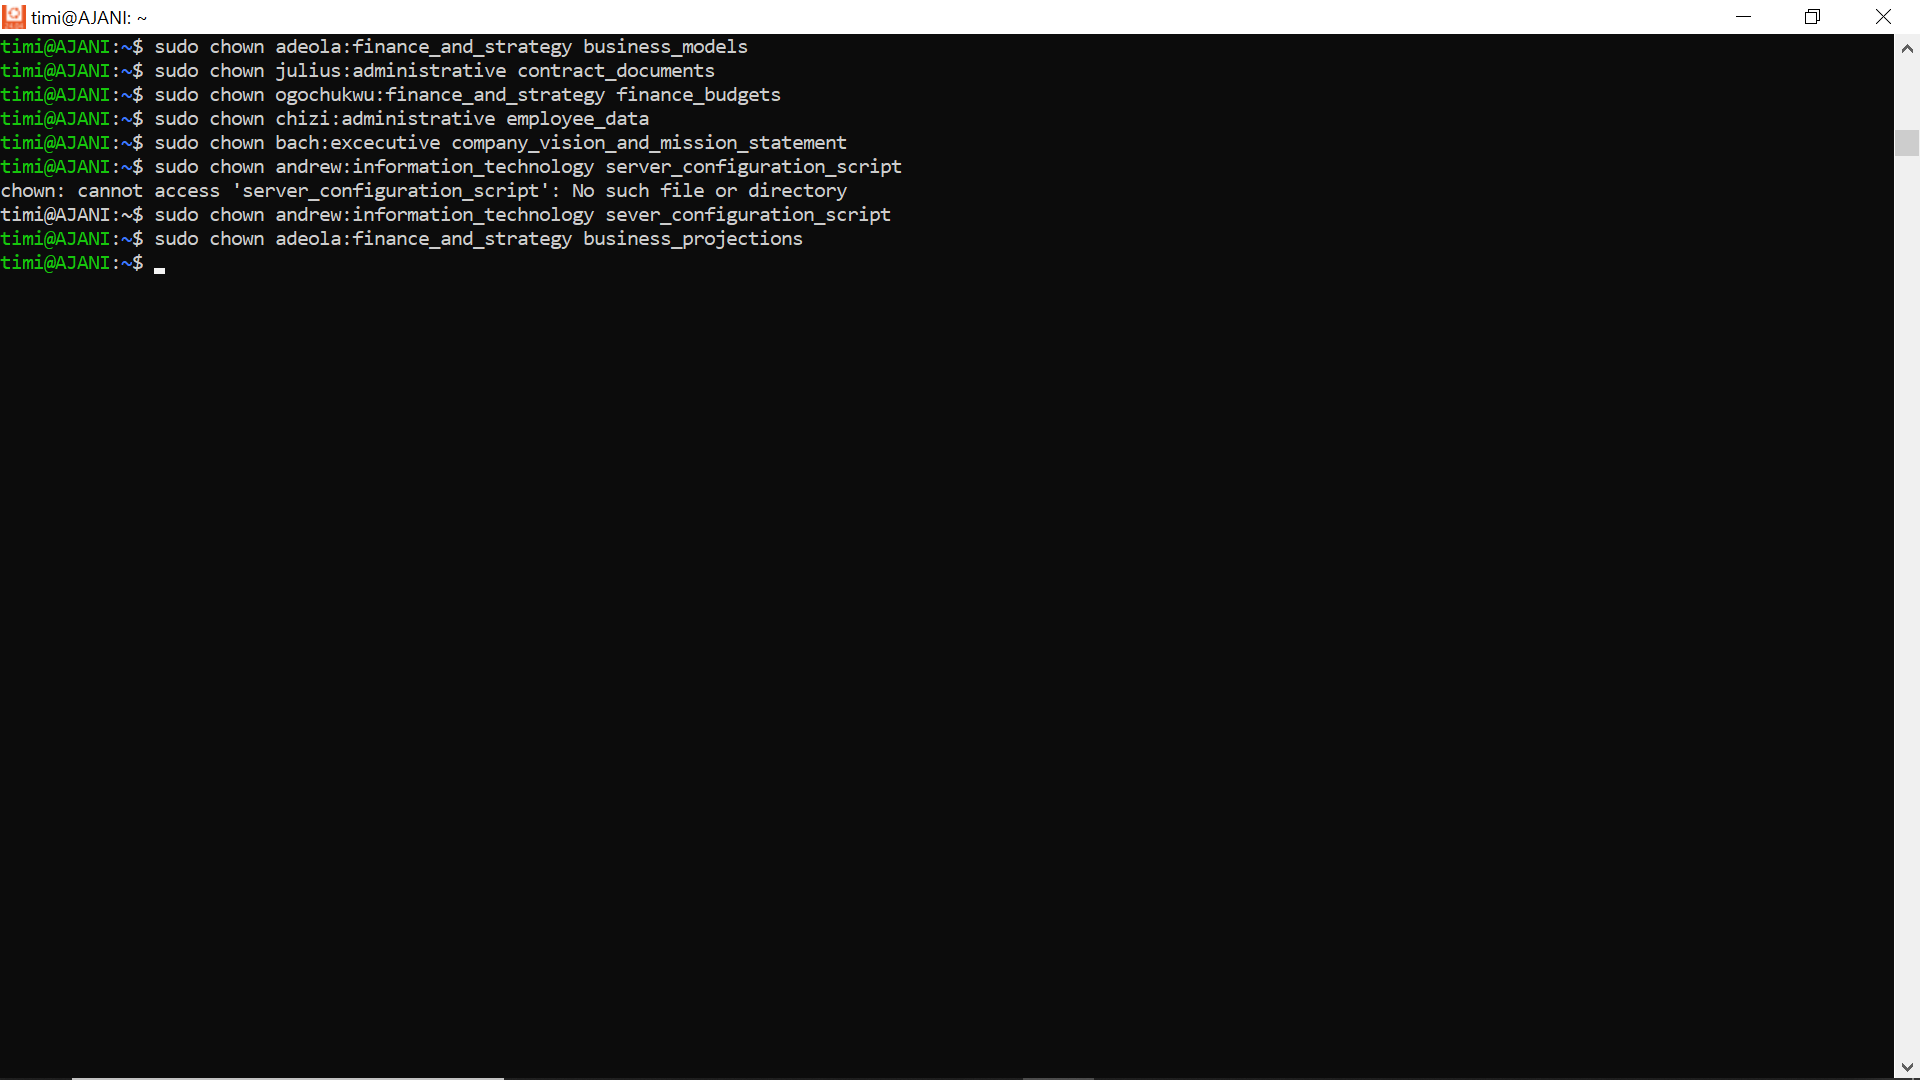 timi@AJANI: ~
timi@AJANI:~$ sudo chown adeola:finance_and_strategy business_models
timi@AJANI:~$ sudo chown julius:administrative contract_documents
timi@AJANI:~$ sudo chown ogochukwu:finance_and_strategy finance_budgets
timi@AJANI:~$ sudo chown chizi:administrative employee_data
timi@AJANI:~$ sudo chown bach:excecutive company_vision_and_mission_statement
timi@AJANI:~$ sudo chown andrew:information_technology server_configuration_script
chown: cannot access 'server_configuration_script': No such file or directory
timi@AJANI:~$ sudo chown andrew:information_technology sever_configuration_script
timi@AJANI:~$ sudo chown adeola:finance_and_strategy business_projections
timi@AJANI:~$